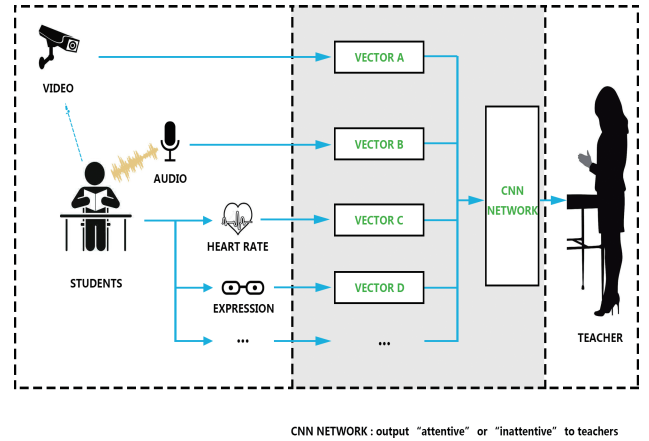 VIDEO
VECTOR A
VECTOR B
AUDIO
CNN
NETWORK
VECTOR C
HEART RATE
STUDENTS
VECTOR D
EXPRESSION
...
...
TEACHER
CNN NETWORK : output “attentive” or “inattentive” to teachers